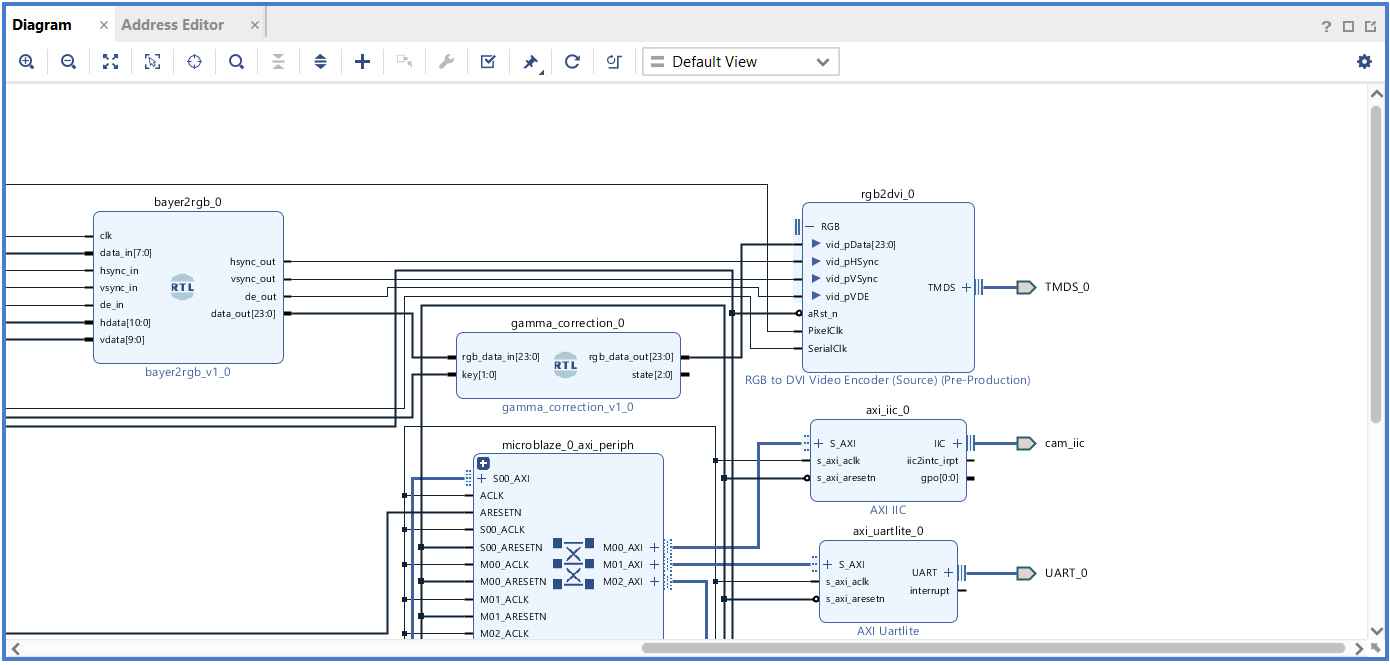 Diagram × Address Editor ×
?
Default View
bayer2rgb_0
clk
data_in[7:0]
hsync_in
vsync_in
de_in
hdata[10:0]
vdata[9:0]
RTL
hsync_out
vsync_out
de_out
data_out[23:0]
bayer2rgb_v1_0
gamma_correction_0
rgb_data_in[23:0]
key[1:0]
RTL
rgb_data_out[23:0]
state[2:0]
gamma_correction_v1_0
rgb2dvi_0
RGB
vid_pData[23:0]
vid_pHSync
vid_pVSync
vid_pVDE
aRst_n
PixelClk
SerialClk
TMDS
TMDS_0
RGB to DVI Video Encoder (Source) (Pre-Production)
microblaze_0_axi_periph
S00_AXI
ACLK
ARESETN
S00_ACLK
S00_ARESETN
M00_ACLK
M00_ARESETN
M01_ACLK
M01_ARESETN
M02_ACLK
M00_AXI
M01_AXI
M02_AXI
axi_iic_0
S_AXI
s_axi_aclk
s_axi_aresetn
IIC
iic2intc_irpt
gpo[0:0]
cam_iic
AXI IIC
axi_uartlite_0
S_AXI
s_axi_aclk
s_axi_aresetn
UART
interrupt
UART_0
AXI Uartlite